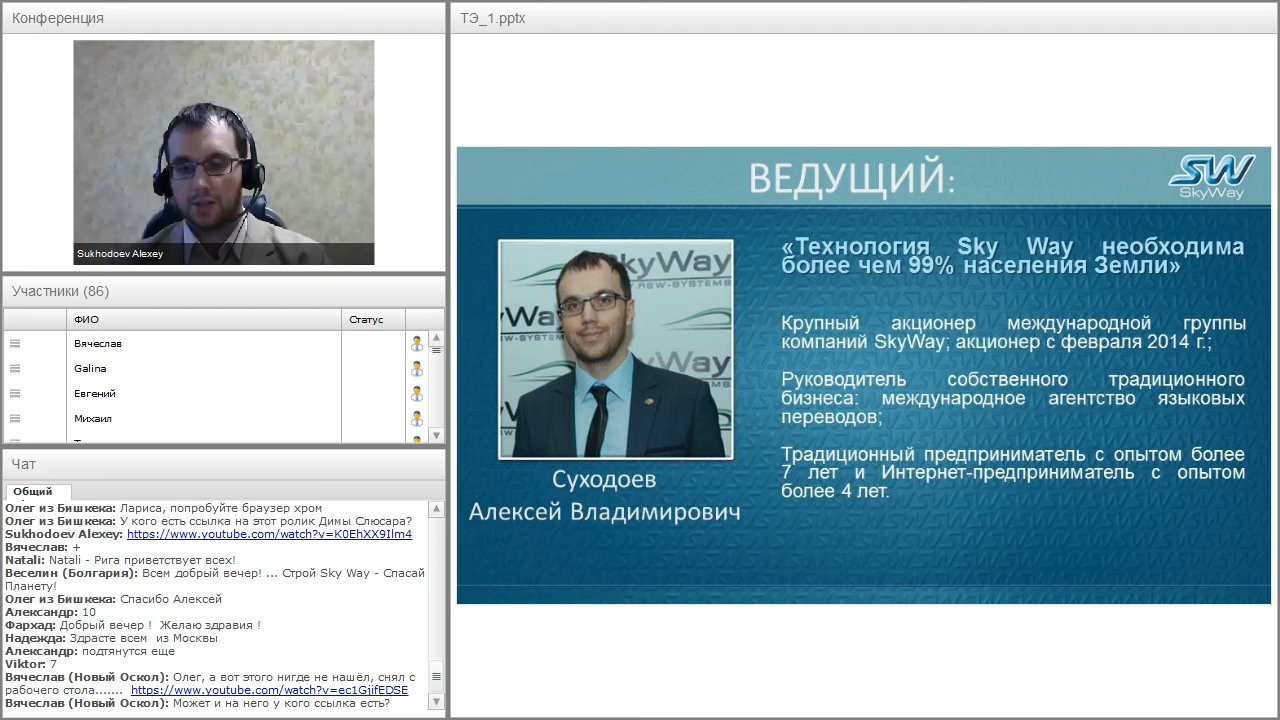 Конференция
Sukhodoev Alexey
Участники (86)
ФИО
Статус
Вячеслав
Galina
Евгений
Михаил
Чат
Общий
Олег из Бишкека: Лариса, попробуйте браузер хром
Олег из Бишкека: У кого есть ссылка на этот ролик Димы Слюсара?
Sukhodoev Alexey: https://www.youtube.com/watch?v=K0EhXX9Ilm4
Вячеслав: +
Natali: Natali - Рига приветствует всех!
Веселин (Болгария): Всем добрый вечер! ... Строй Sky Way - Спасай
Планету!
Олег из Бишкека: Спасибо Алексей
Александр: 10
Фархад: Добрый вечер ! Желаю здравия !
Надежда: Здрасте всем из Москвы
Александр: подтянутся еще
Viktor: 7
Вячеслав (Новый Оскол): Олег, а вот этого нигде не нашёл, снял с
рабочего стола....... https://www.youtube.com/watch?v=ec1GjifEDSE
Вячеслав (Новый Оскол): Может и на него у кого ссылка есть?
ТЭ_1.pptx
ВЕДУЩИЙ:
SW
SkyWay
SkyWay
RSW-SYSTEMS
Суходоев
Алексей Владимирович
«Технология Sky Way необходима
более чем 99% населения Земли»
Крупный акционер международной группы
компаний SkyWay; акционер с февраля 2014 г.;
Руководитель собственного традиционного
бизнеса: международное агентство языковых
переводов;
Традиционный предприниматель с опытом более
7 лет и Интернет-предприниматель с опытом
более 4 лет.